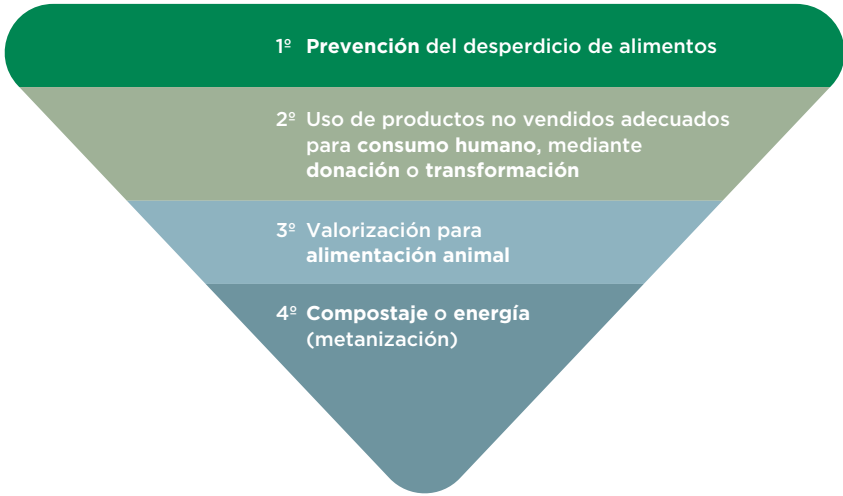 1º Prevención del desperdicio de alimentos
2º Uso de productos no vendidos adecuados
para consumo humano, mediante
donación o transformación
3º Valorización para
alimentación animal
4º Compostaje o energía
(metanización)